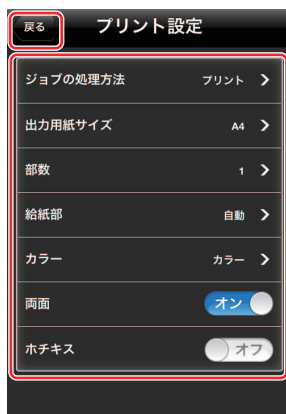 戻る プリント設定
ジョブの処理方法 プリント
出力用紙サイズ A4
部数 1
給紙部 自動
カラー カラー
両面 オン
ホチキス オフ